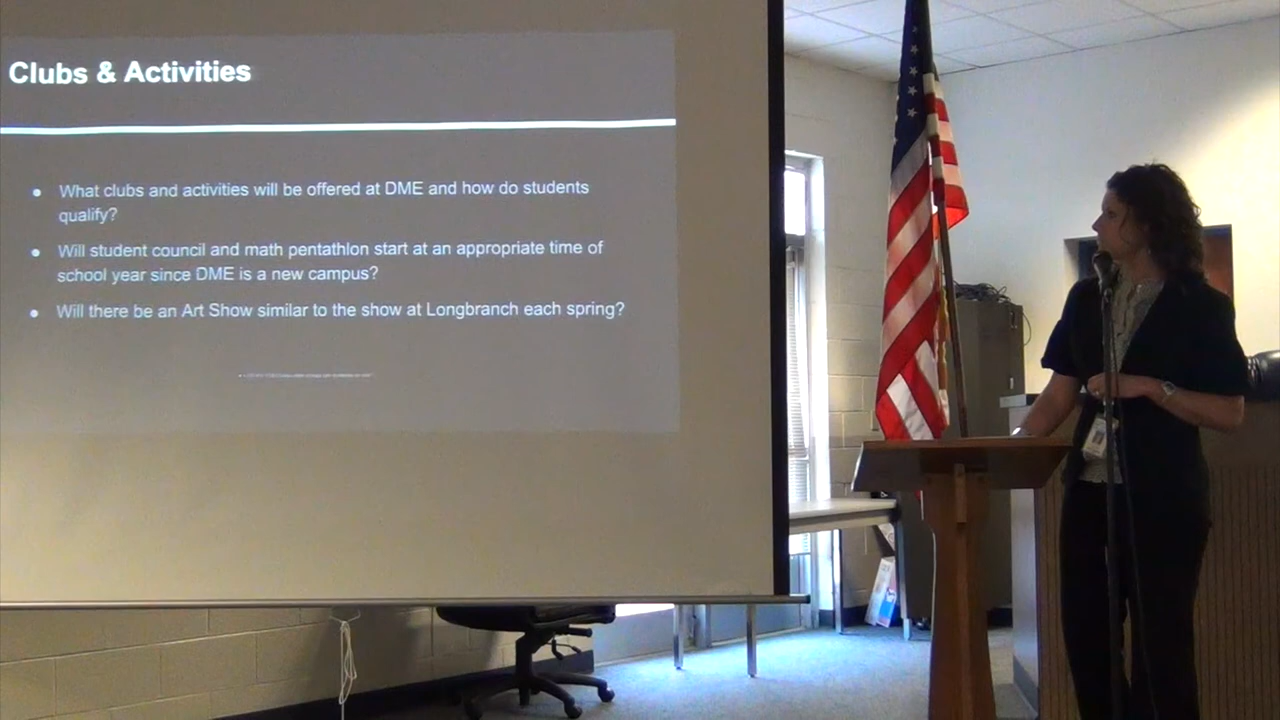 Clubs & Activities
● What clubs and activities will be offered at DME and how do students
qualify?
● Will student council and math pentathlon start at an appropriate time of
school year since DME is a new campus?
● Will there be an Art Show similar to the show at Longbranch each spring?